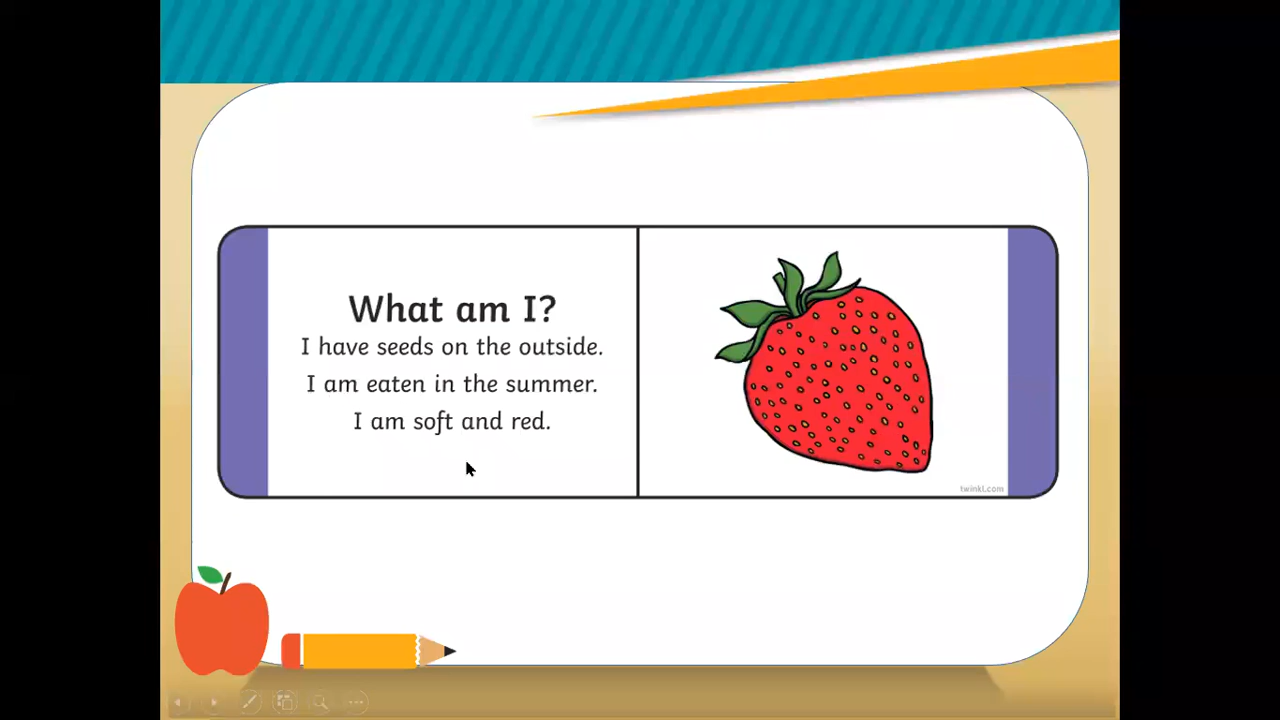 What am I?
I have seeds on the outside.
I am eaten in the summer.
I am soft and red.
twinkl.com